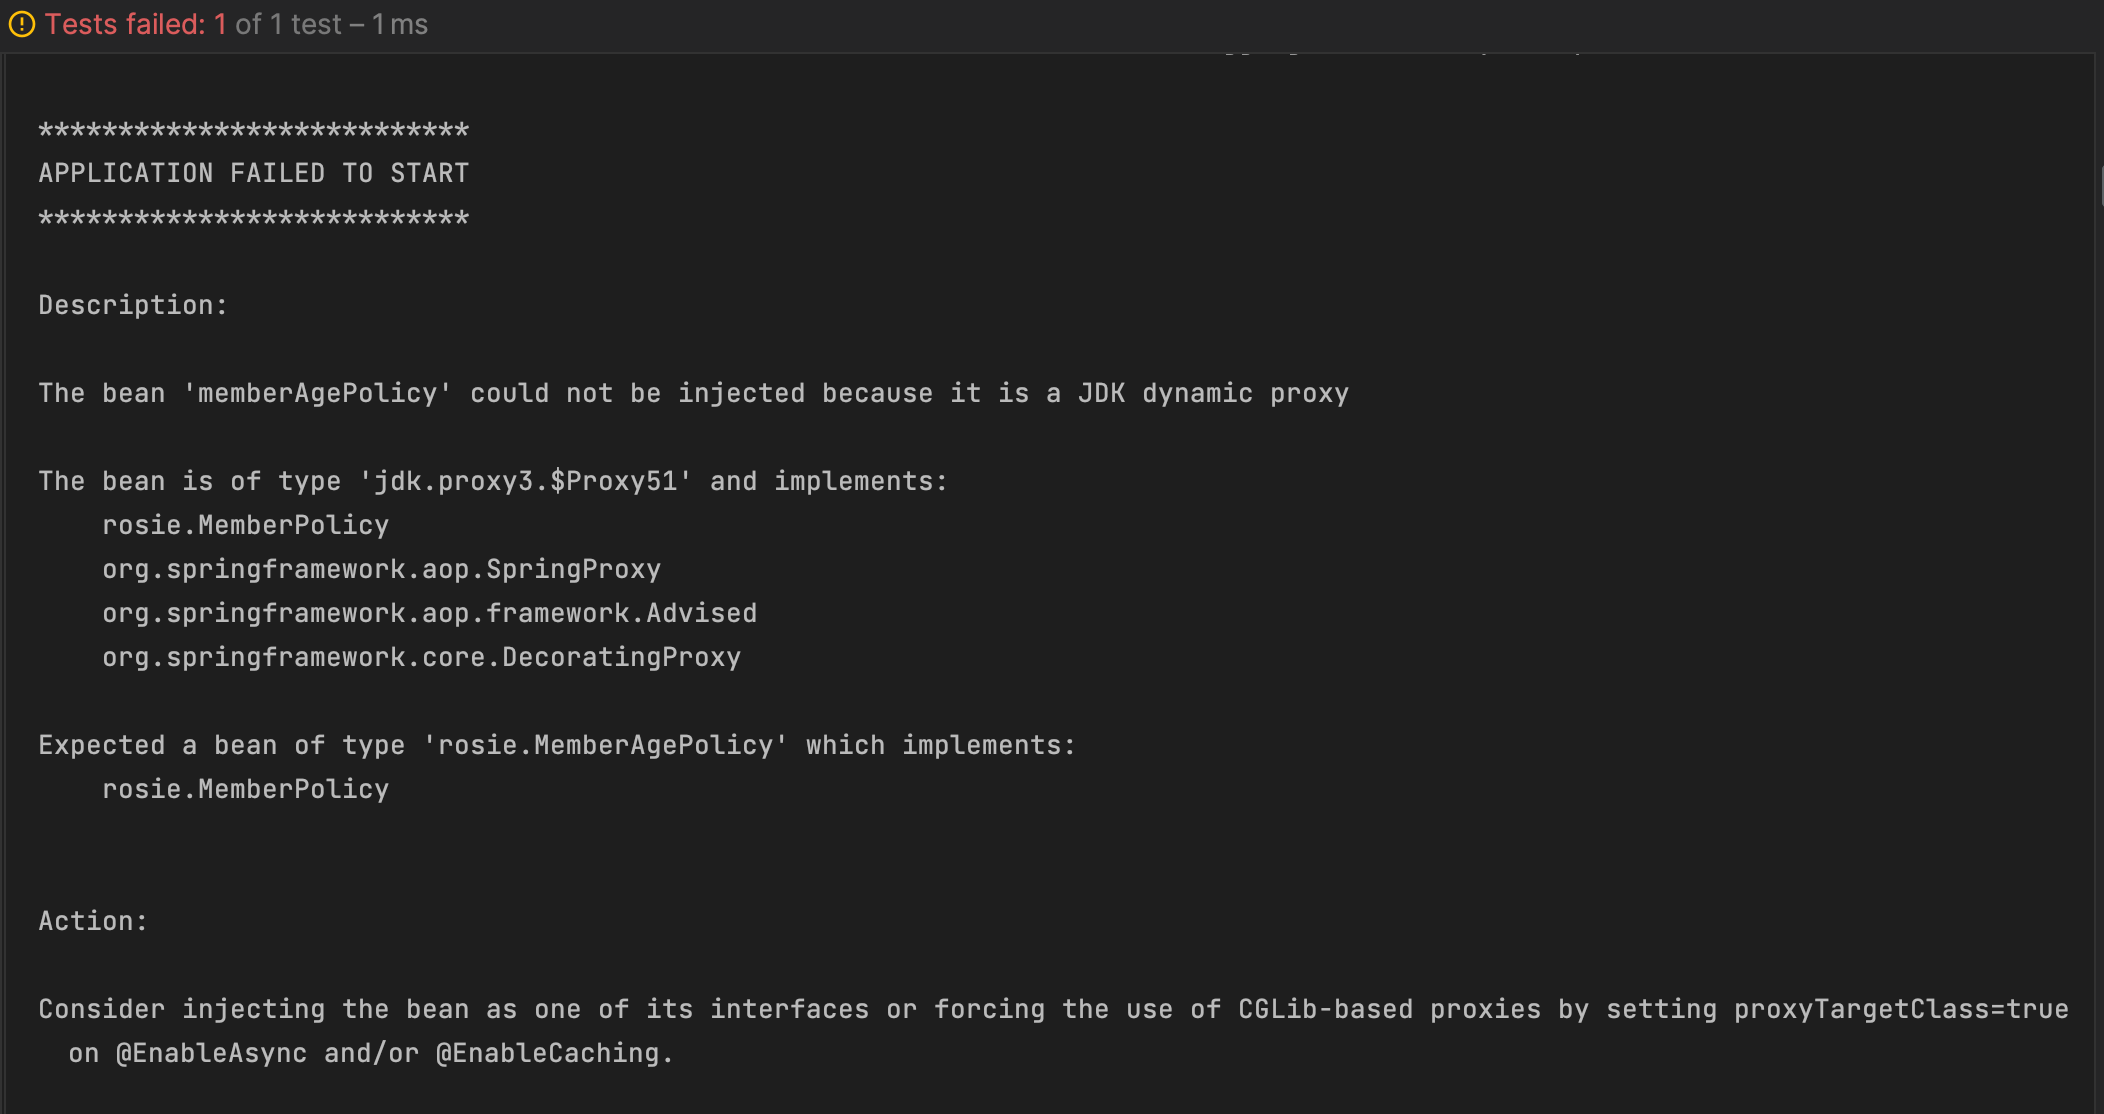 Tests failed: 1 of 1 test – 1 ms
***************************
APPLICATION FAILED TO START
***************************
Description:
The bean 'memberAgePolicy' could not be injected because it is a JDK dynamic proxy
The bean is of type 'jdk.proxy3.$Proxy51' and implements:
rosie.MemberPolicy
org.springframework.aop.SpringProxy
org.springframework.aop.framework.Advised
org.springframework.core.DecoratingProxy
Expected a bean of type 'rosie.MemberAgePolicy' which implements:
rosie.MemberPolicy
Action:
Consider injecting the bean as one of its interfaces or forcing the use of CGLib-based proxies by setting proxyTargetClass=true
on @EnableAsync and/or @EnableCaching.